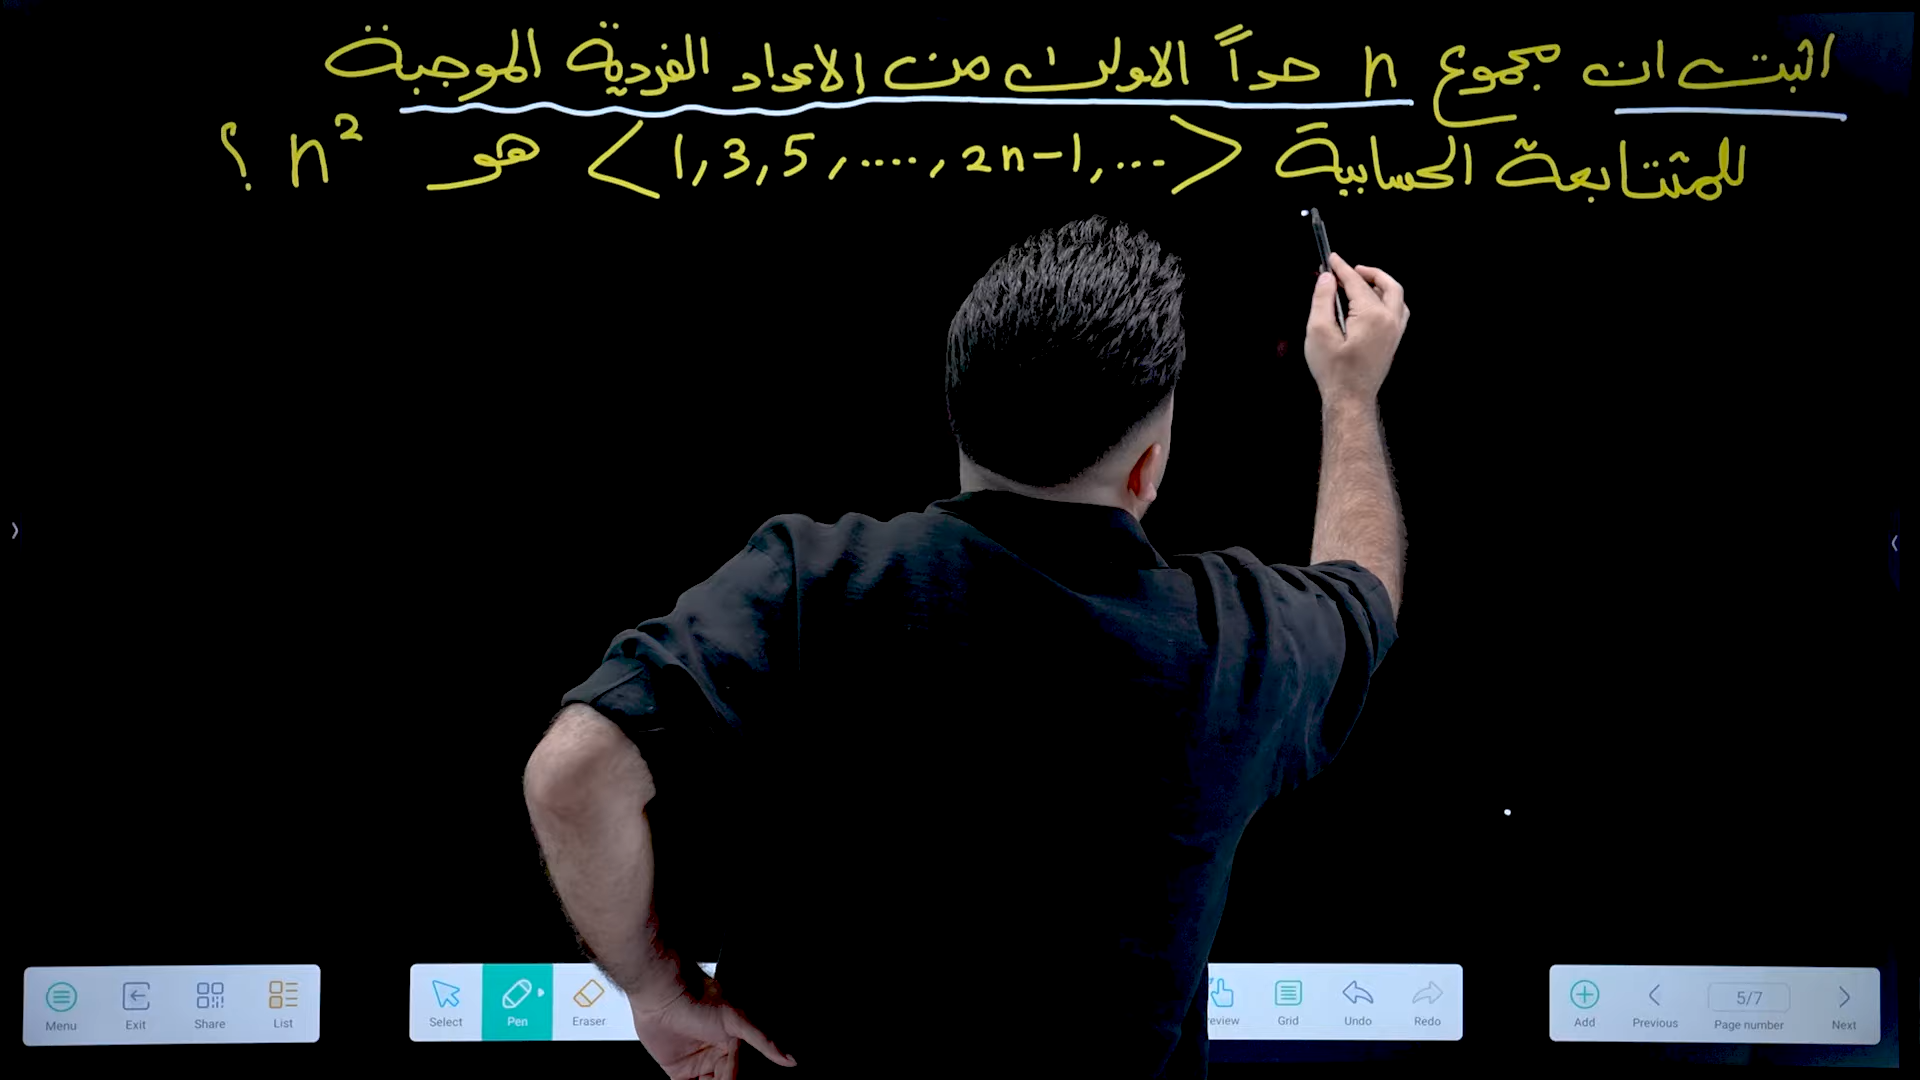 اثبت ان مجموع n حداً الاولى من الاعداد الفردية الموجبة
للمتتابعة الحسابية <1, 3, 5, ...., 2n-1, ...> هو n² ؟
Menu Exit Share List Select Pen Eraser review Grid Undo Redo Add Previous 5/7 Page number Next